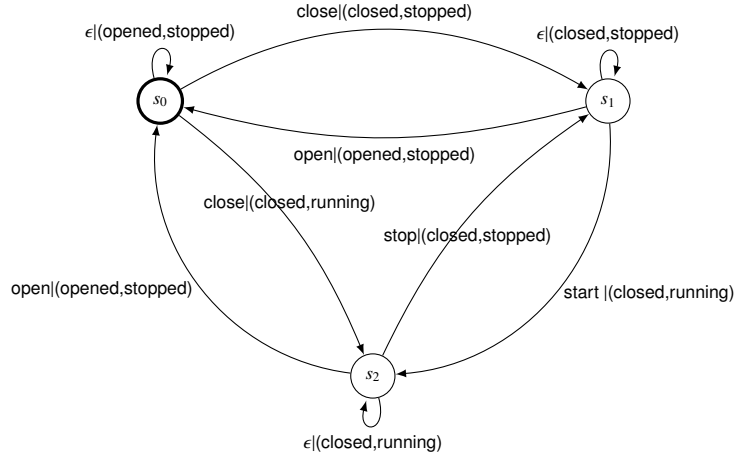 close|(closed,stopped)
ϵ|(opened,stopped)
ϵ|(closed,stopped)
s0
s1
open|(opened,stopped)
close|(closed,running)
stop|(closed,stopped)
open|(opened,stopped)
start |(closed,running)
s2
ϵ|(closed,running)